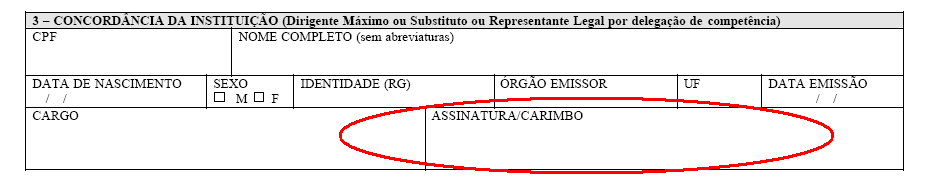 3 – CONCORDÂNCIA DA INSTITUIÇÃO (Dirigente Máximo ou Substituto ou Representante Legal por delegação de competência)
CPF NOME COMPLETO (sem abreviaturas)
DATA DE NASCIMENTO SEXO IDENTIDADE (RG) ÓRGÃO EMISSOR UF DATA EMISSÃO
/ / ☐ M ☐ F / /
CARGO ASSINATURA/CARIMBO